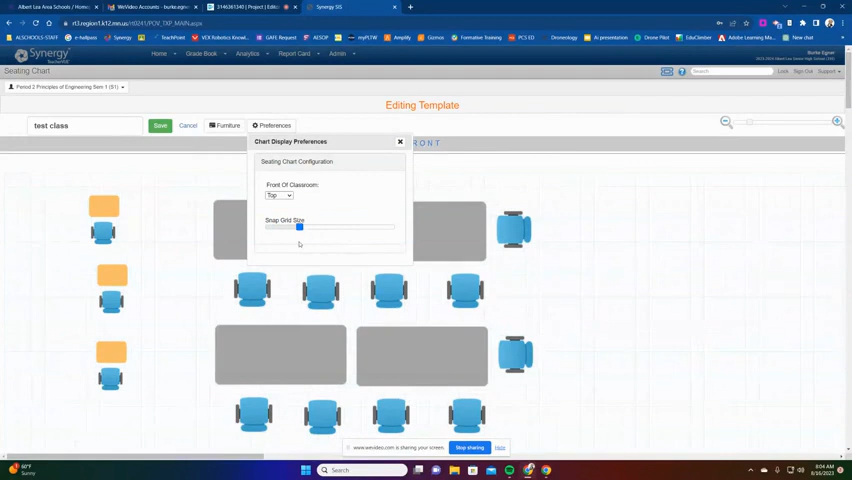 Albert Lea Area Schools / Homep
WeVideo Accounts - burke.egner
3146361340 | Project | Edit
Synergy SIS
rt3.region1.k12.mn.us/rt0241/POV_TXP_MAIN.aspx
ALSCHOOLS-STAFF
e-hallpass
Synergy
TeachPoint
VEX Robotics Knowl
GAFE Request
AESOP
Amplify
Gizmos
Formative Training
myPLTW
PCS ED
Droneology
Ai presentation
Drone Pilot
EduClimber
Adobe Learning Ma
New chat
Synergy
Home
Grade Book
Analytics
Report Card
Admin
Burke Egner
Seating Chart
Search
Lock
Sign Out
Support
Period 2 Principles of Engineering Sem 1 (S1)
Editing Template
test class
Save
Cancel
Furniture
Preferences
Chart Display Preferences
RONT
Seating Chart Configuration
Front Of Classroom:
Top
Snap Grid Size
www.wevideo.com is sharing your screen.
Stop sharing
Hide
60°F
Sunny
Search
8:04 AM
8/16/2023